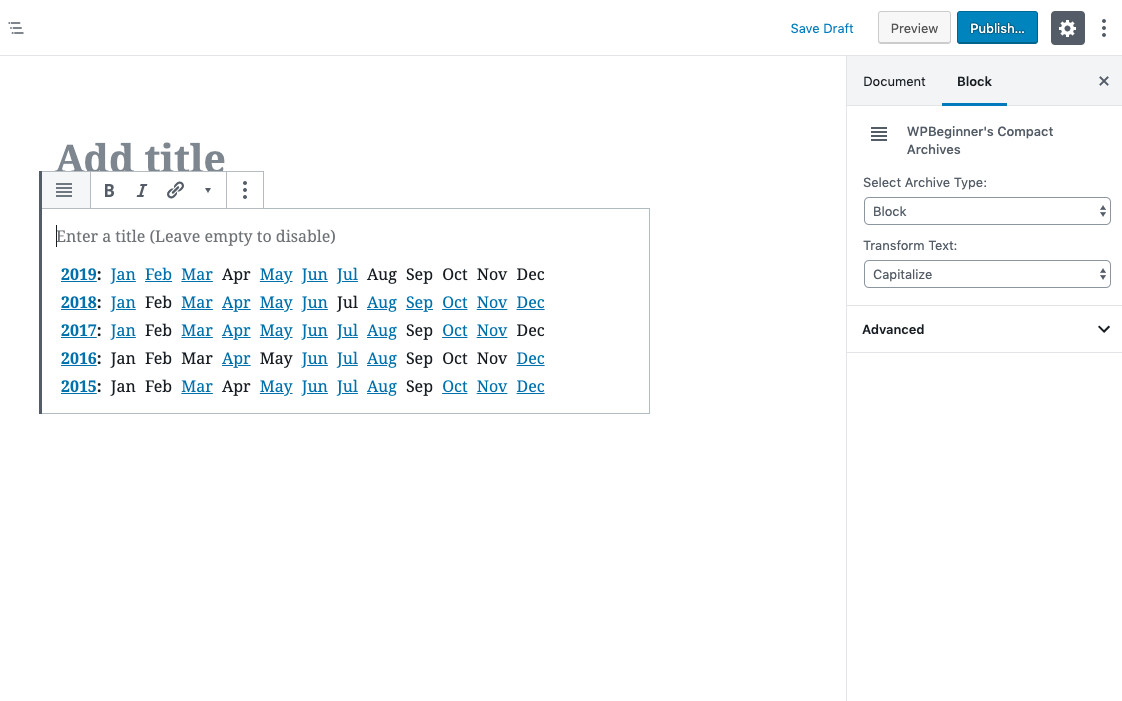 Save Draft Preview Publish...
Document Block
WPBeginner's Compact
Archives
Select Archive Type:
Block
Transform Text:
Capitalize
Advanced
Add title
B I
Enter a title (Leave empty to disable)
2019: Jan Feb Mar Apr May Jun Jul Aug Sep Oct Nov Dec
2018: Jan Feb Mar Apr May Jun Jul Aug Sep Oct Nov Dec
2017: Jan Feb Mar Apr May Jun Jul Aug Sep Oct Nov Dec
2016: Jan Feb Mar Apr May Jun Jul Aug Sep Oct Nov Dec
2015: Jan Feb Mar Apr May Jun Jul Aug Sep Oct Nov Dec